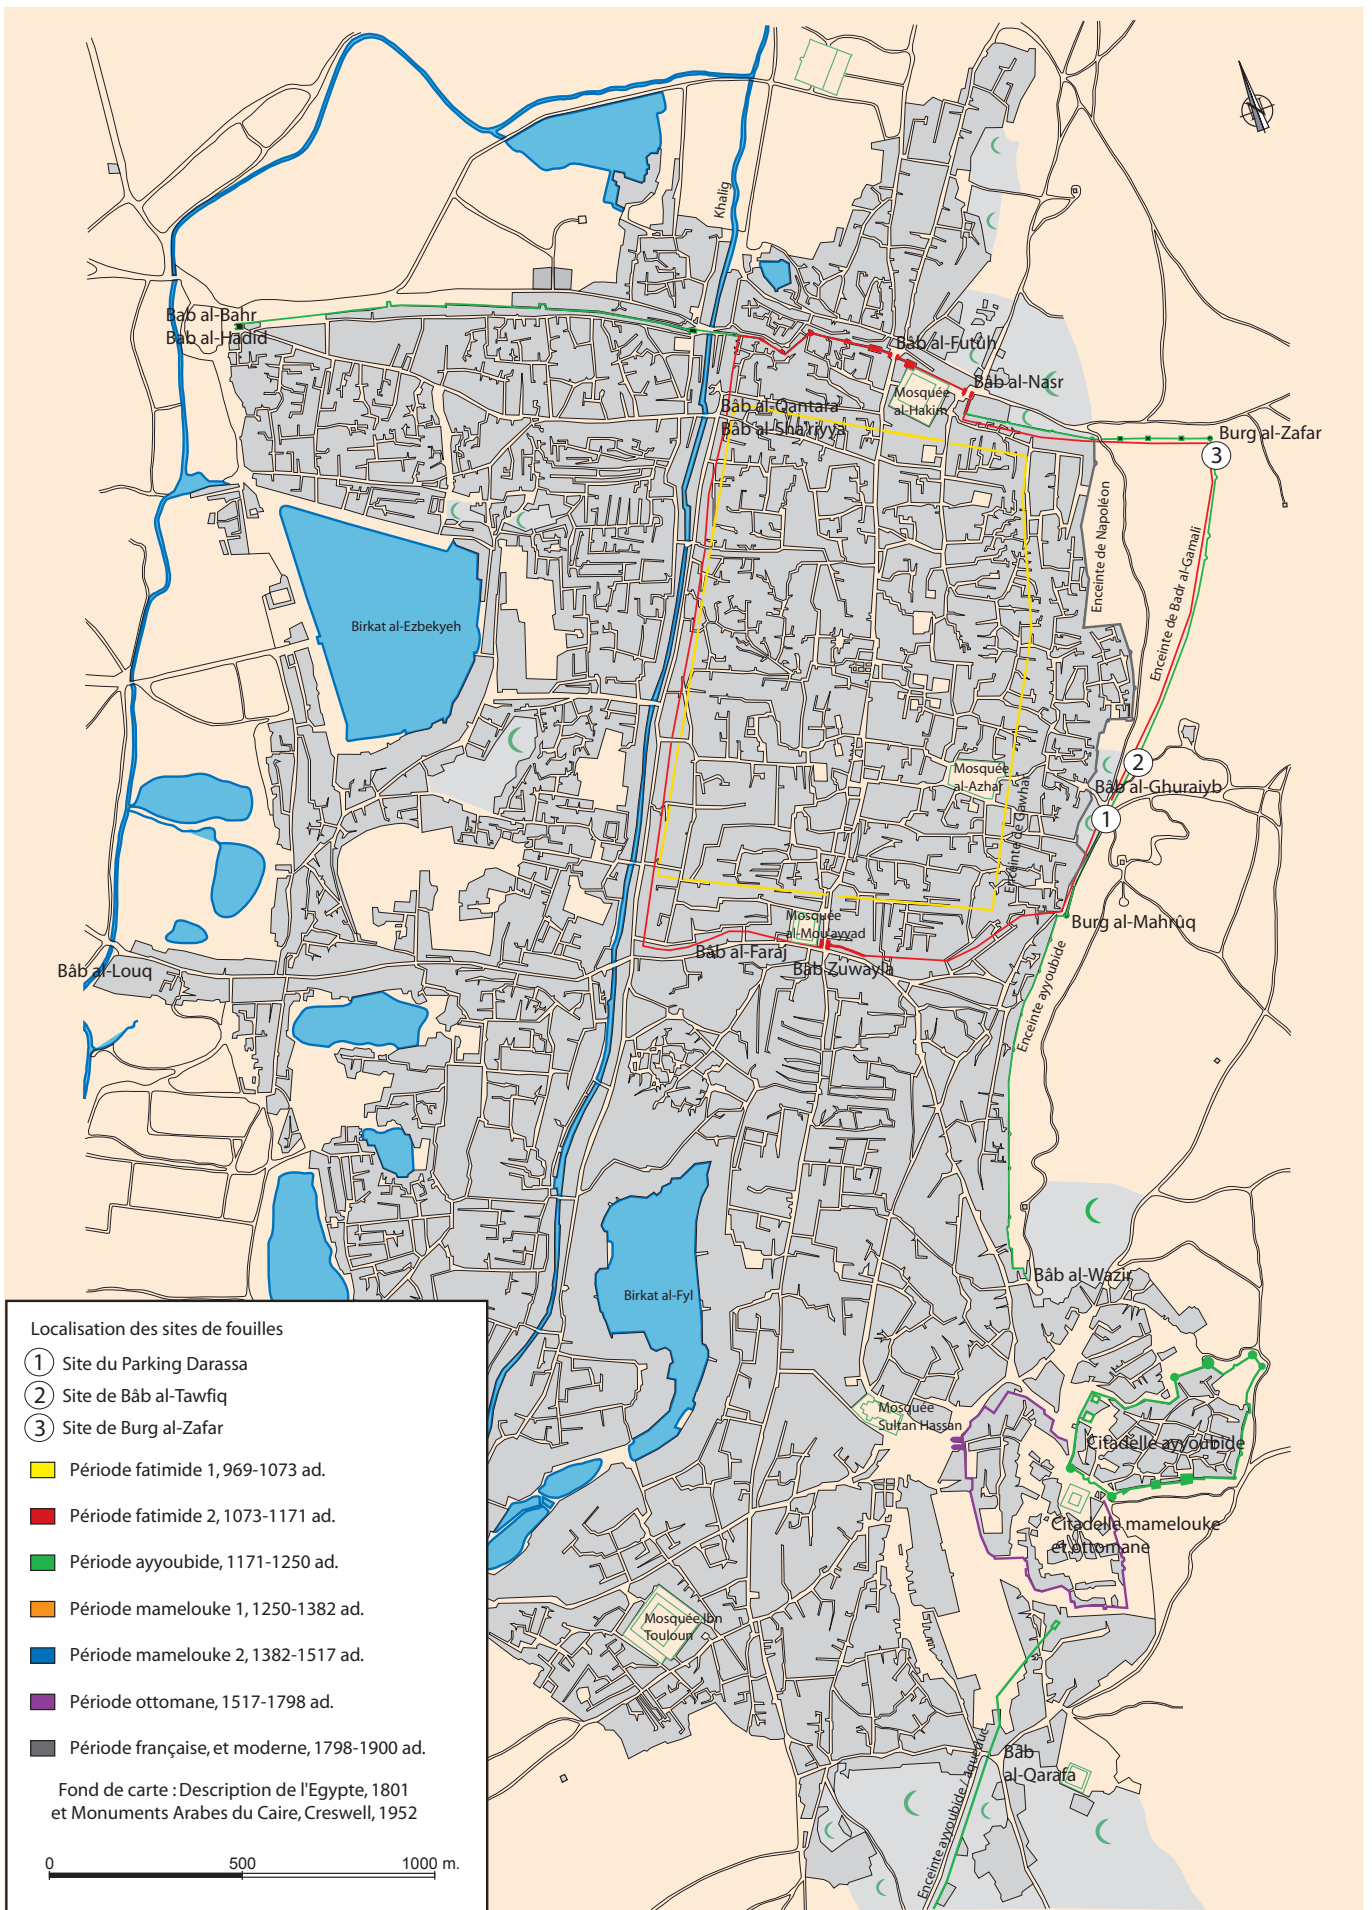 Khalig
Bab al-Bahr
Bab al-Hadid
Bâb al-Futûh
Bâb al-Nasr
Mosquée
al-Hakim
Bâb al-Qantara
Bâb al-Sha'riyya
Burg al-Zafar
3
Enceinte de Napoléon
Enceinte de Badr al-Gamali
Birkat al-Ezbekyeh
2
Mosquée
al-Azhar
Bâb al-Ghuraiyb
1
Enceinte de Gawhar
Mosquée
al-Mou'ayyad
Burg al-Mahrûq
Bâb al-Faraj
Bâb Zuwayla
Bâb al-Louq
Enceinte ayyoubide
Bâb al-Wazir
Birkat al-Fyl
Mosquée
Sultan Hassan
Citadelle ayyoubide
Citadelle mamelouke
et ottomane
Mosquée Ibn
Touloun
Bâb
al-Qarafa
Enceinte ayyoubide / aqueduc
Localisation des sites de fouilles
1 Site du Parking Darassa
2 Site de Bâb al-Tawfiq
3 Site de Burg al-Zafar
Période fatimide 1, 969-1073 ad.
Période fatimide 2, 1073-1171 ad.
Période ayyoubide, 1171-1250 ad.
Période mamelouke 1, 1250-1382 ad.
Période mamelouke 2, 1382-1517 ad.
Période ottomane, 1517-1798 ad.
Période française, et moderne, 1798-1900 ad.
Fond de carte : Description de l'Egypte, 1801
et Monuments Arabes du Caire, Creswell, 1952
0 500 1000 m.